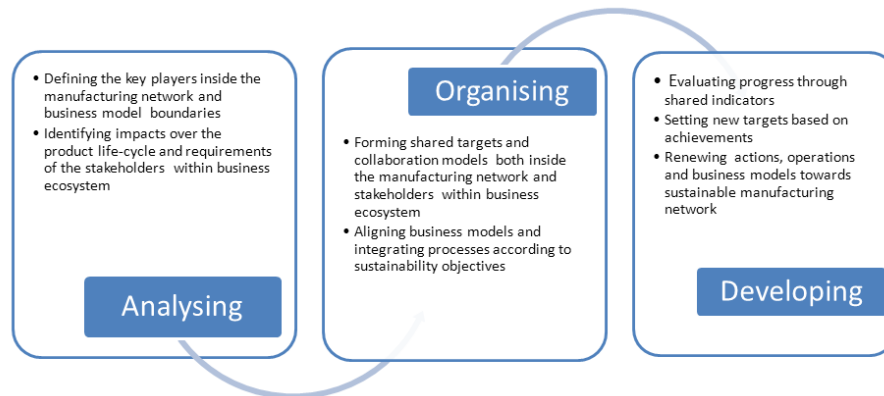 • Defining the key players inside the
manufacturing network and
business model boundaries
• Identifying impacts over the
product life-cycle and requirements
of the stakeholders within business
ecosystem
Analysing
Organising
• Forming shared targets and
collaboration models both inside
the manufacturing network and
stakeholders within business
ecosystem
• Aligning business models and
integrating processes according to
sustainability objectives
• Evaluating progress through
shared indicators
• Setting new targets based on
achievements
• Renewing actions, operations
and business models towards
sustainable manufacturing
network
Developing